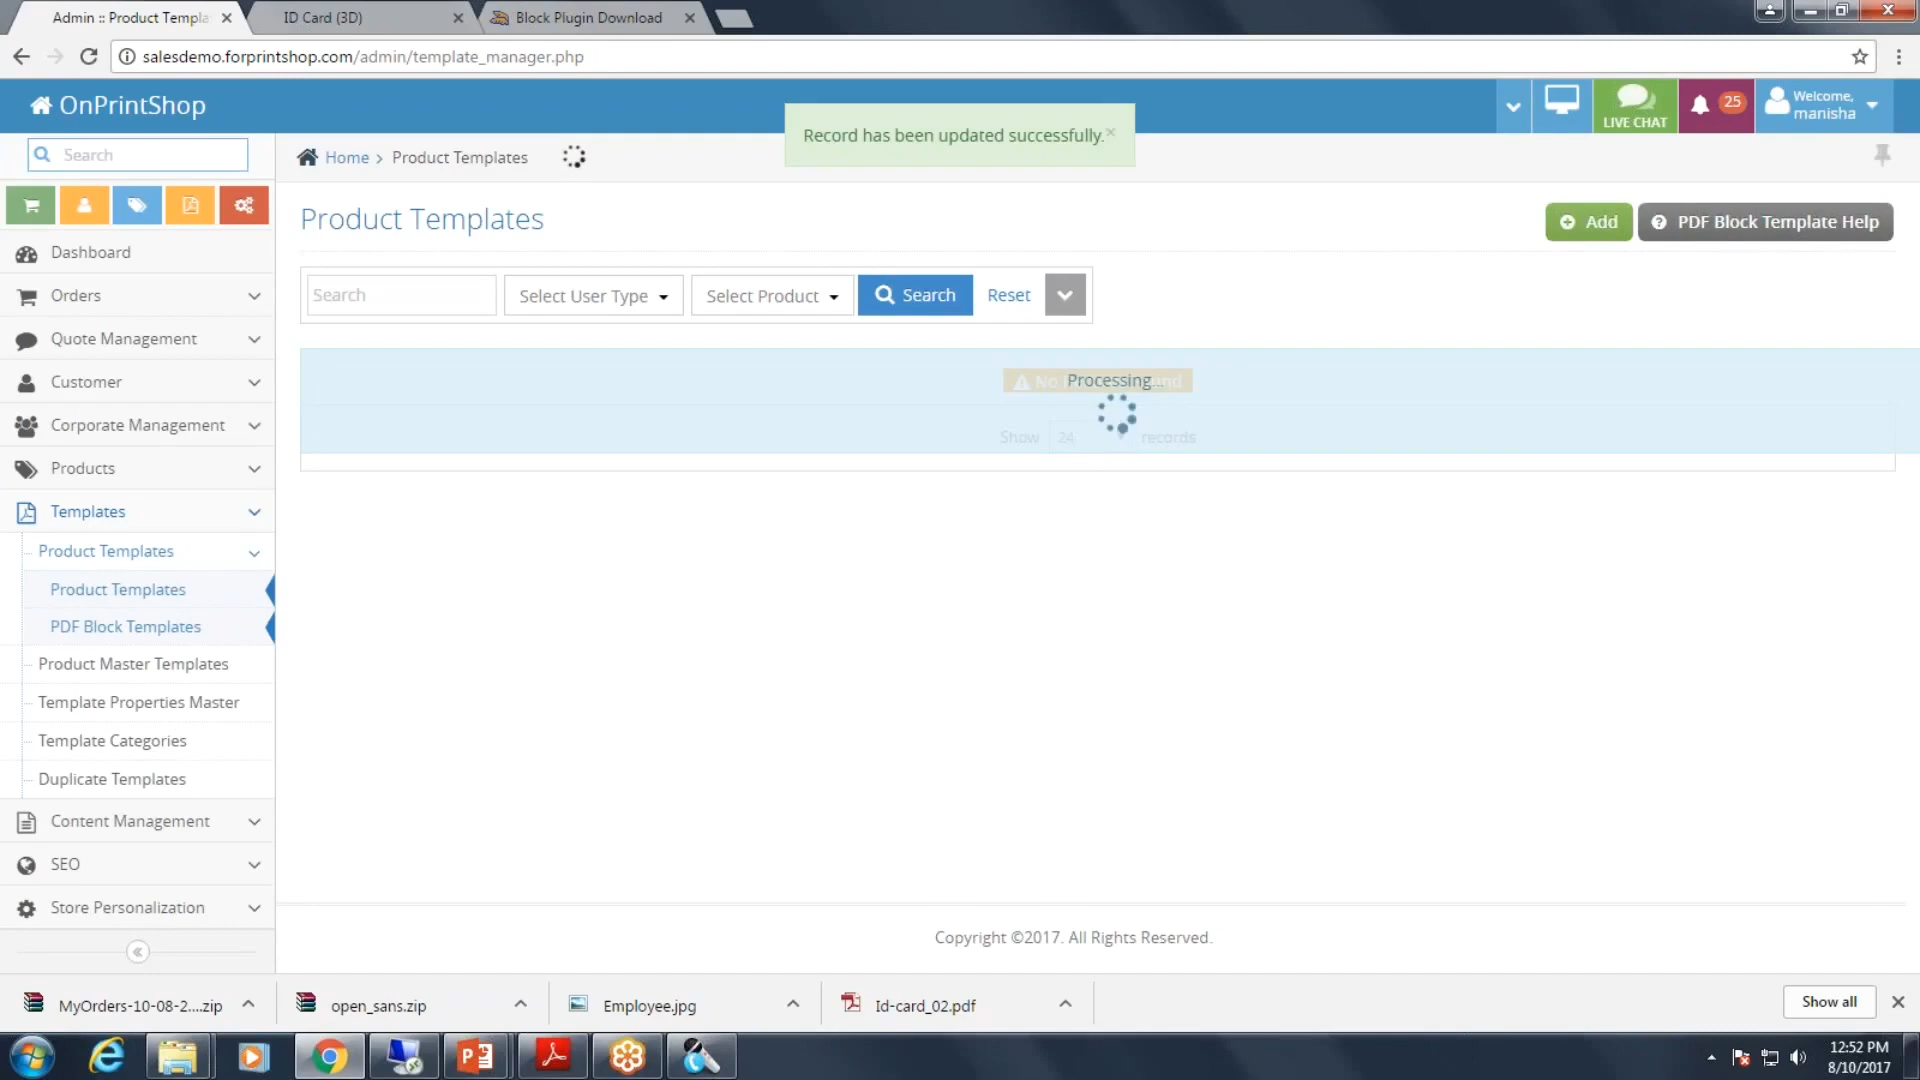 Admin :: Product Templa
ID Card (3D)
Block Plugin Download
salesdemo.forprintshop.com/admin/template_manager.php
OnPrintShop
LIVE CHAT
25
Welcome,
manisha
Record has been updated successfully.
Search
Home > Product Templates
Product Templates
Add
PDF Block Template Help
Search
Select User Type
Select Product
Search
Reset
Processing...
No
Show 24 records
Dashboard
Orders
Quote Management
Customer
Corporate Management
Products
Templates
Product Templates
Product Templates
PDF Block Templates
Product Master Templates
Template Properties Master
Template Categories
Duplicate Templates
Content Management
SEO
Store Personalization
Copyright ©2017. All Rights Reserved.
MyOrders-10-08-2....zip
open_sans.zip
Employee.jpg
Id-card_02.pdf
Show all
12:52 PM
8/10/2017